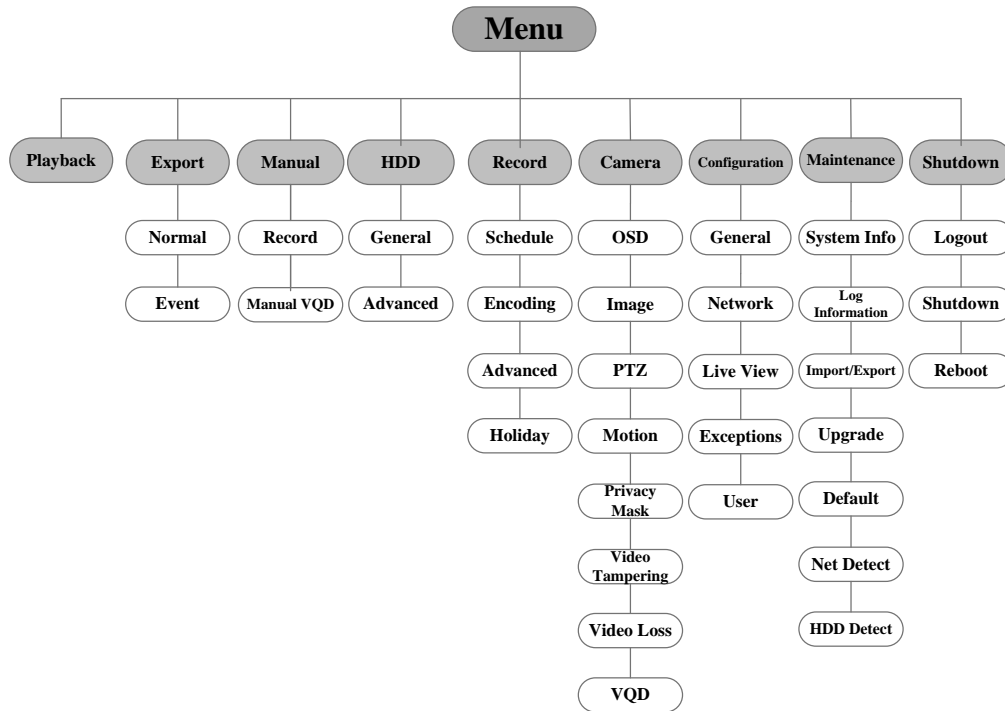 Menu
Playback
Export
Manual
HDD
Record
Camera
Configuration
Maintenance
Shutdown
Normal
Record
General
Schedule
OSD
General
System Info
Logout
Event
Manual VQD
Advanced
Encoding
Image
Network
Log
Information
Shutdown
Advanced
PTZ
Live View
Import/Export
Reboot
Holiday
Motion
Exceptions
Upgrade
Privacy
Mask
User
Default
Video
Tampering
Net Detect
Video Loss
HDD Detect
VQD